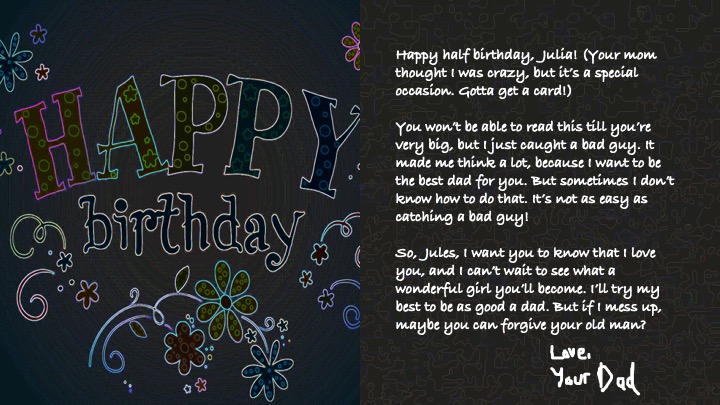 HAPPY
birthday
Happy half birthday, Julia! (Your mom
thought I was crazy, but it's a special
occasion. Gotta get a card!)
You won't be able to read this till you're
very big, but I just caught a bad guy. It
made me think a lot, because I want to be
the best dad for you. But sometimes I don't
know how to do that. It's not as easy as
catching a bad guy!
So, Jules, I want you to know that I love
you, and I can't wait to see what a
wonderful girl you'll become. I'll try my
best to be as good a dad. But if I mess up,
maybe you can forgive your old man?
Love,
Your Dad